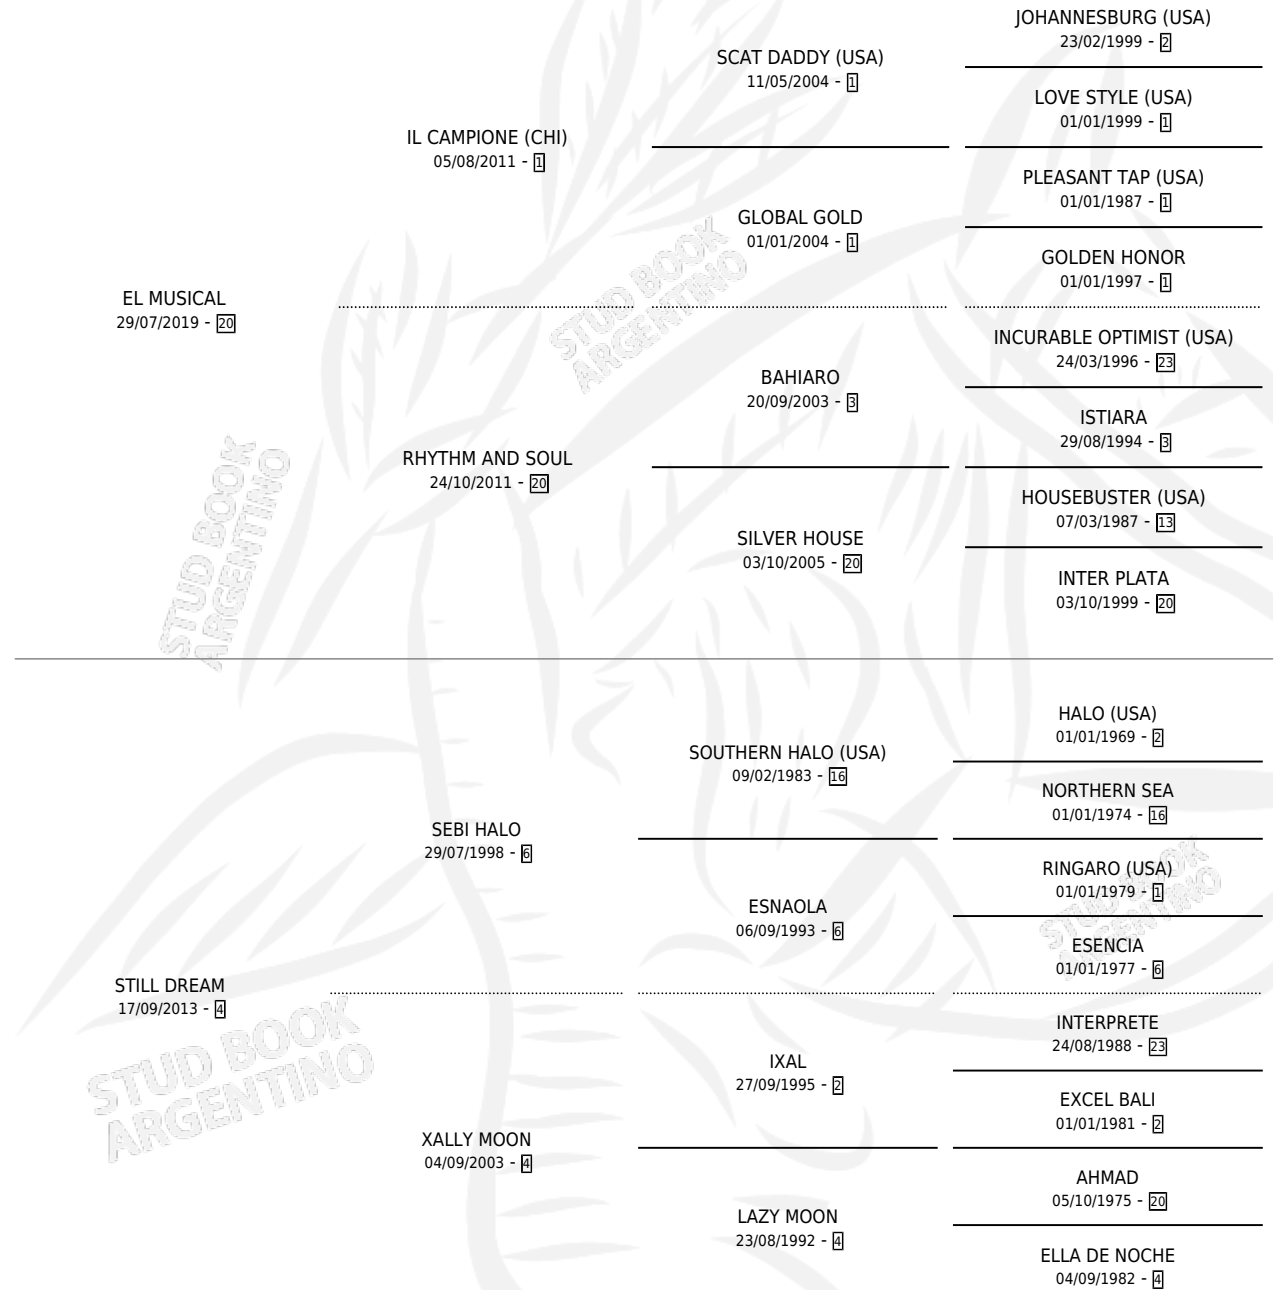 JOHANNESBURG (USA)
23/02/1999 - 2
SCAT DADDY (USA)
11/05/2004 - 1
LOVE STYLE (USA)
01/01/1999 - 1
IL CAMPIONE (CHI)
05/08/2011 - 1
PLEASANT TAP (USA)
01/01/1987 - 1
GLOBAL GOLD
01/01/2004 - 1
GOLDEN HONOR
01/01/1997 - 1
EL MUSICAL
29/07/2019 - 20
INCURABLE OPTIMIST (USA)
24/03/1996 - 23
BAHIARO
20/09/2003 - 3
ISTIARA
29/08/1994 - 3
RHYTHM AND SOUL
24/10/2011 - 20
HOUSEBUSTER (USA)
07/03/1987 - 13
SILVER HOUSE
03/10/2005 - 20
INTER PLATA
03/10/1999 - 20
HALO (USA)
01/01/1969 - 2
SOUTHERN HALO (USA)
09/02/1983 - 16
NORTHERN SEA
01/01/1974 - 16
SEBI HALO
29/07/1998 - 6
RINGARO (USA)
01/01/1979 - 1
ESNAOLA
06/09/1993 - 6
ESENCIA
01/01/1977 - 6
STILL DREAM
17/09/2013 - 4
INTERPRETE
24/08/1988 - 23
IXAL
27/09/1995 - 2
EXCEL BALI
01/01/1981 - 2
XALLY MOON
04/09/2003 - 4
AHMAD
05/10/1975 - 20
LAZY MOON
23/08/1992 - 4
ELLA DE NOCHE
04/09/1982 - 4
STUD BOOK
ARGENTINO
STUD BOOK
ARGENTINO
STUD BOOK
ARGENTINO
STUD BOOK
ARGENTINO